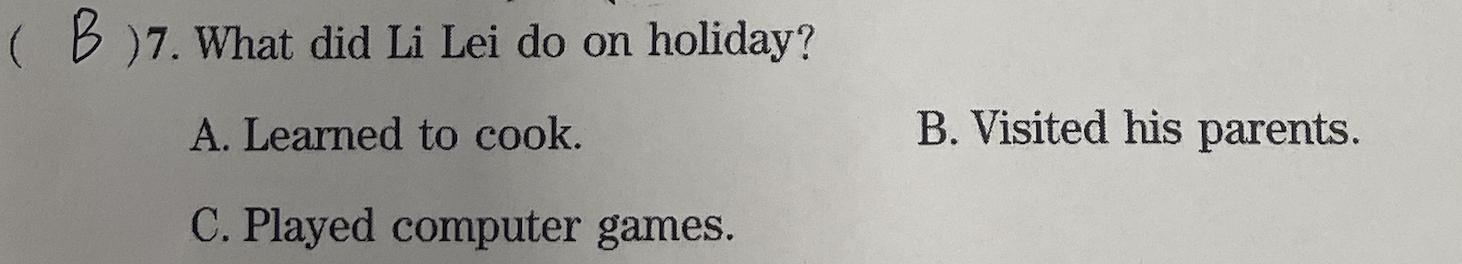 ( B )7. What did Li Lei do on holiday?
A. Learned to cook. B. Visited his parents.
C. Played computer games.